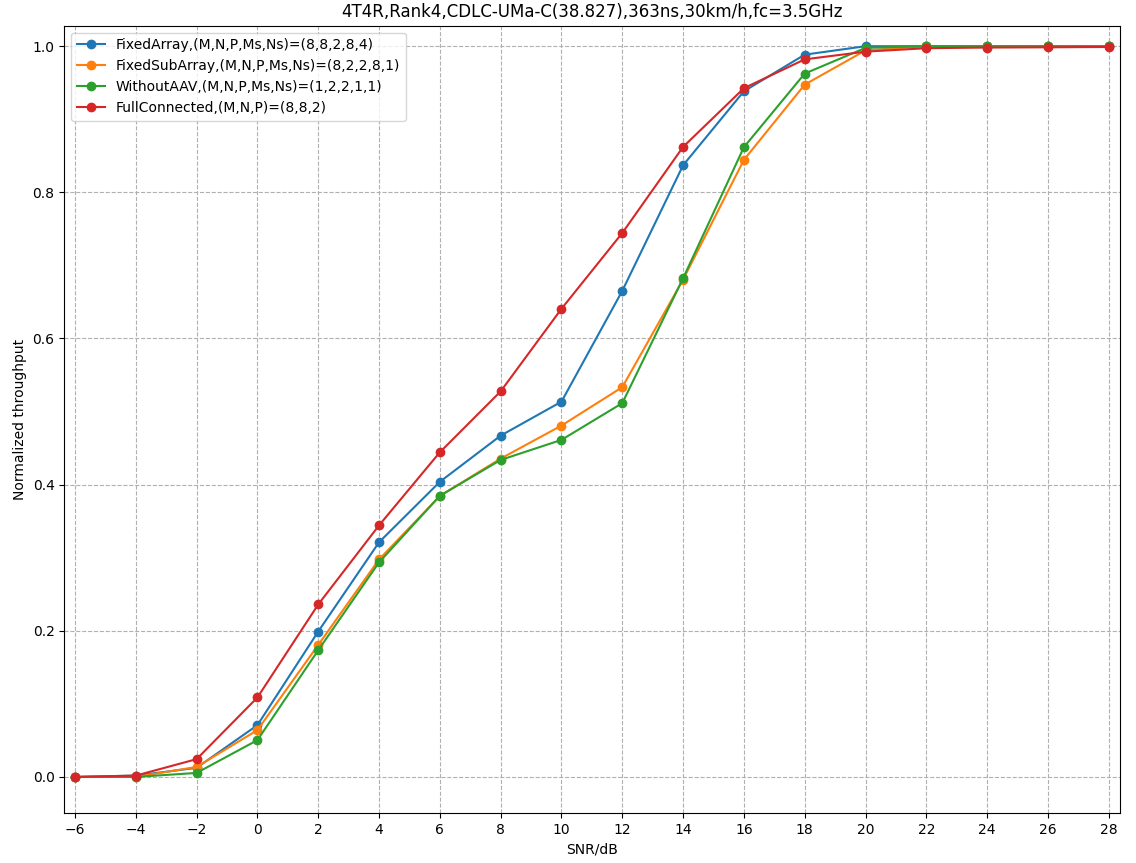 4T4R,Rank4,CDLC-UMa-C(38.827),363ns,30km/h,fc=3.5GHz
FixedArray,(M,N,P,Ms,Ns)=(8,8,2,8,4)
FixedSubArray,(M,N,P,Ms,Ns)=(8,2,2,8,1)
WithoutAAV,(M,N,P,Ms,Ns)=(1,2,2,1,1)
FullConnected,(M,N,P)=(8,8,2)
Normalized throughput
1.0
0.8
0.6
0.4
0.2
0.0
−6 −4 −2 0 2 4 6 8 10 12 14 16 18 20 22 24 26 28
SNR/dB